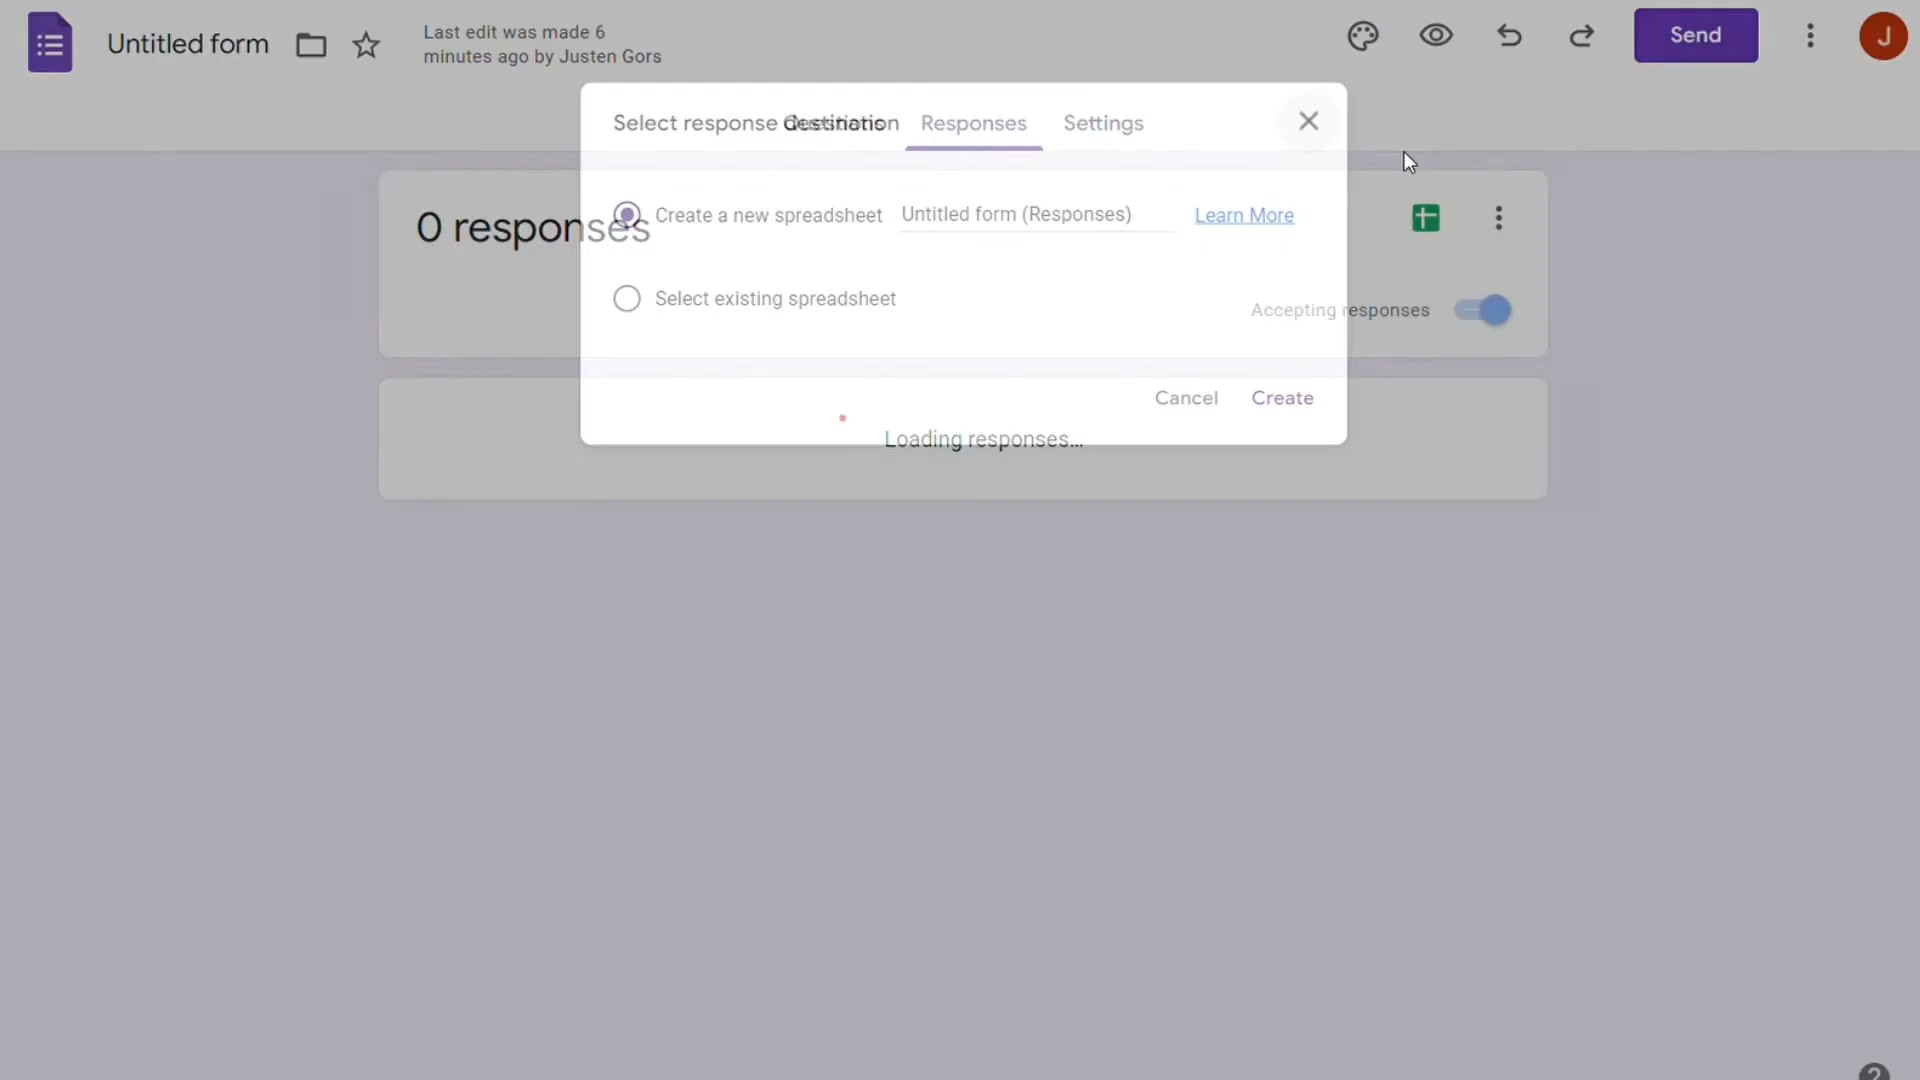 Untitled form
Last edit was made 6
minutes ago by Justen Gors
Send
J
Select response destination
Responses
Settings
0 responses
Create a new spreadsheet
Untitled form (Responses)
Learn More
Select existing spreadsheet
Accepting responses
Cancel
Create
Loading responses...